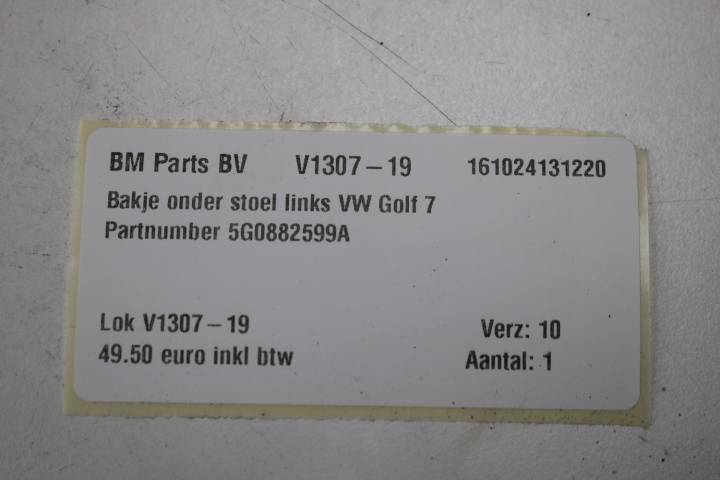 BM Parts BV V1307-19 161024131220
Bakje onder stoel links VW Golf 7
Partnumber 5G0882599A
Lok V1307-19 Verz: 10
49.50 euro inkl btw Aantal: 1